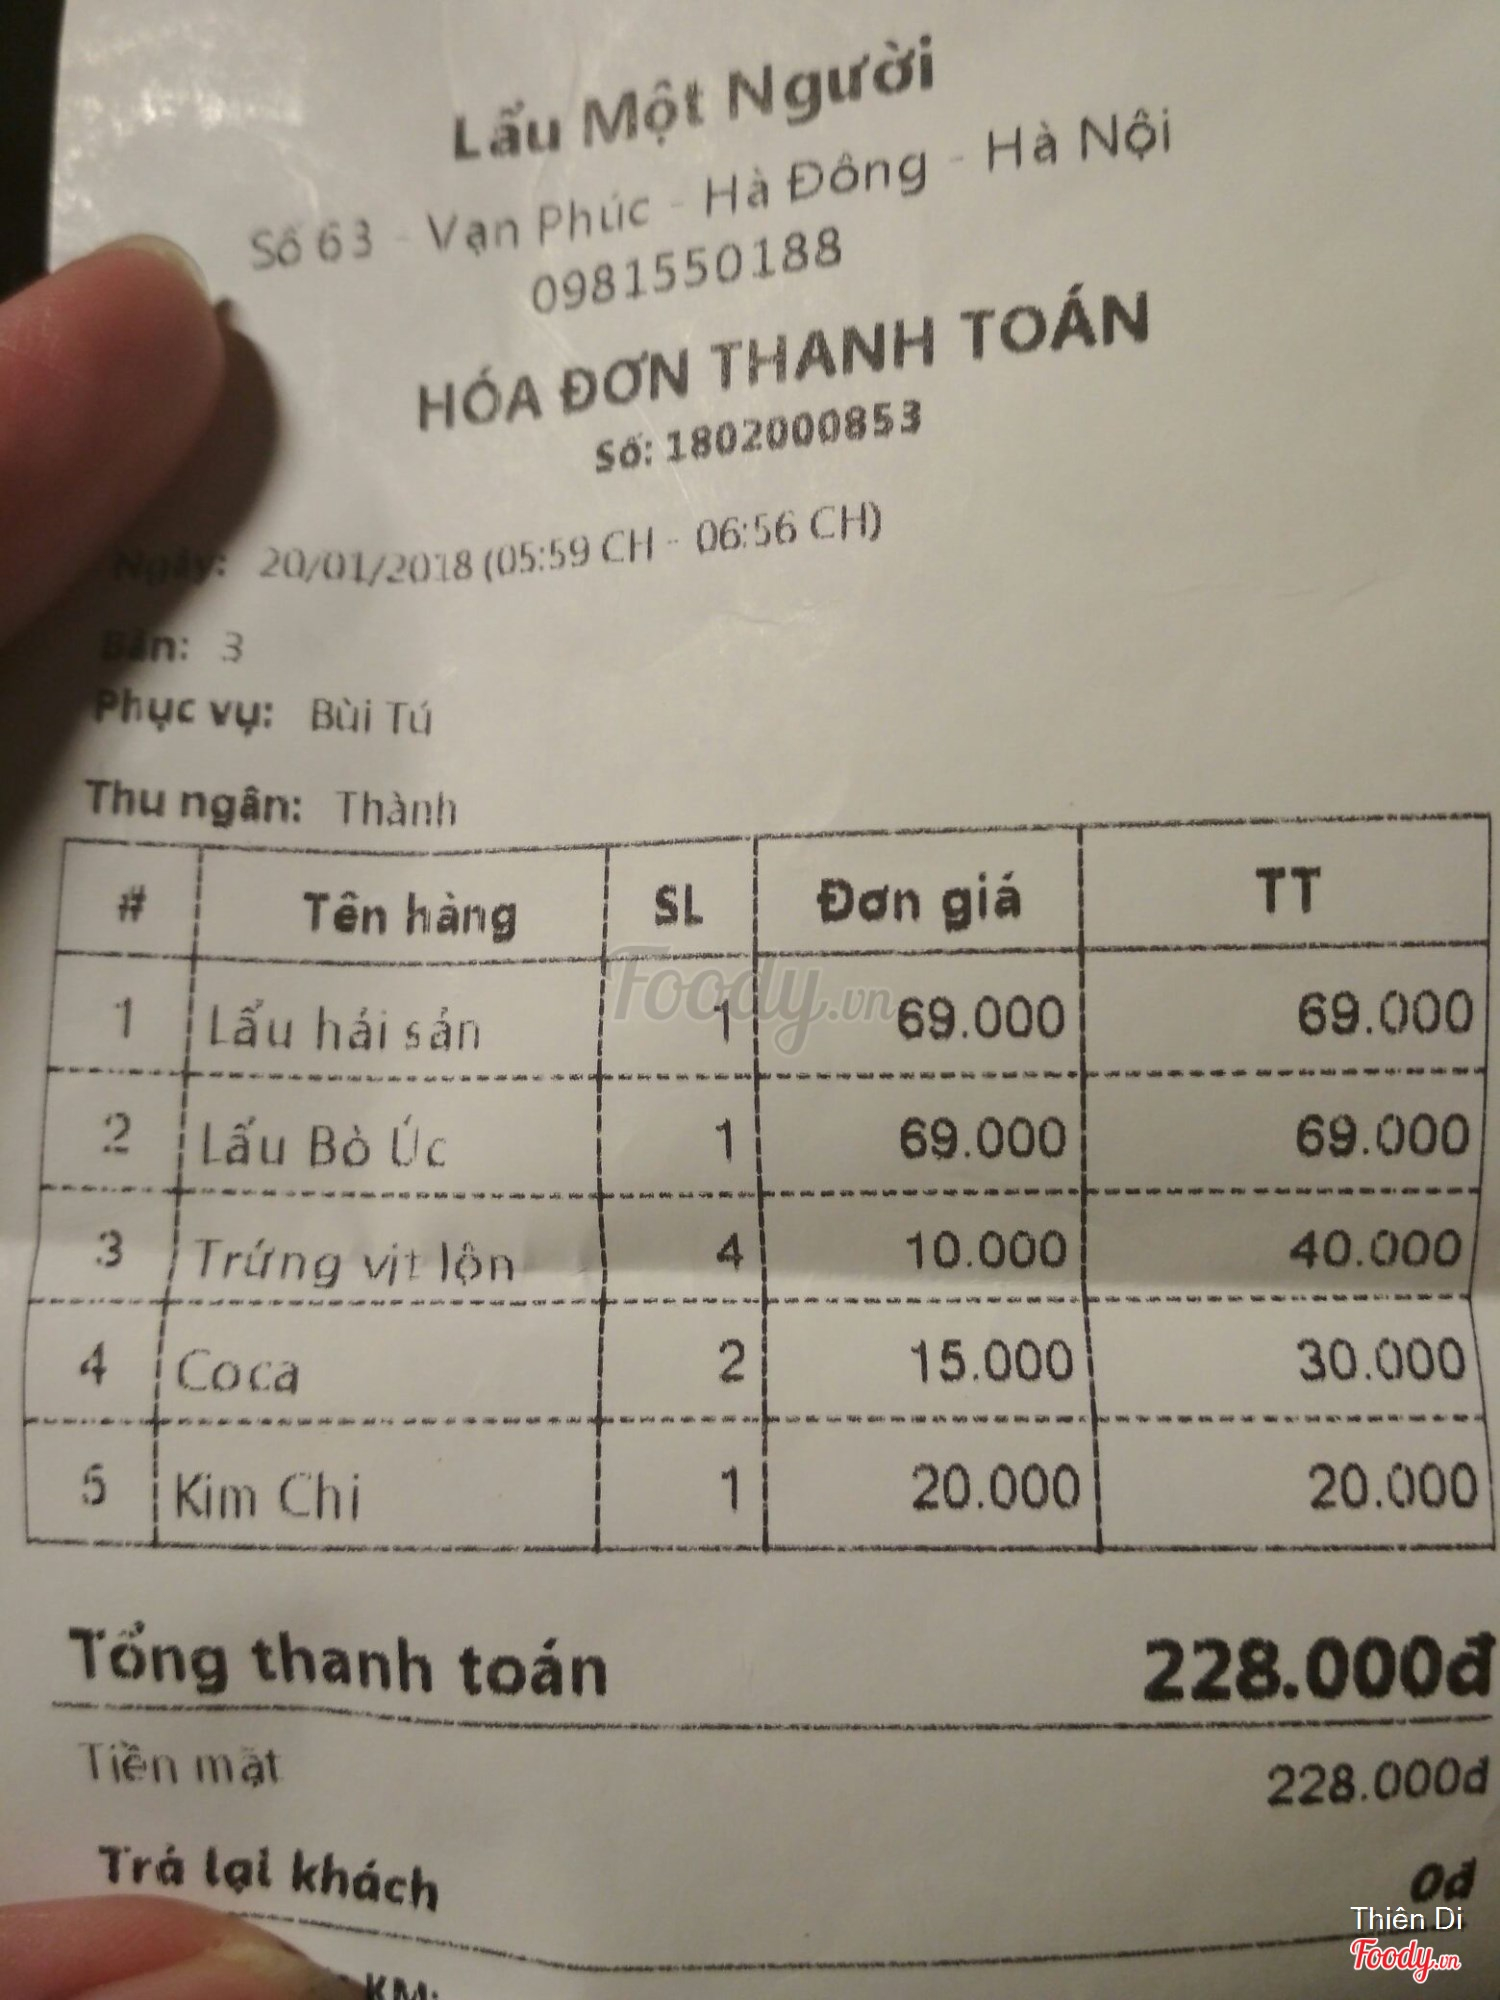 Lẩu Một Người
Số 63 - Vạn Phúc - Hà Đông - Hà Nội
0981550188
HÓA ĐƠN THANH TOÁN
Số: 1802000853
Ngày: 20/01/2018 (05:59 CH - 06:56 CH)
Bàn: 3
Phục vụ: Bùi Tú
Thu ngân: Thành
# Tên hàng SL Đơn giá TT
1 Lẩu hải sản 1 69.000 69.000
2 Lẩu Bò Úc 1 69.000 69.000
3 Trứng vịt lộn 4 10.000 40.000
4 Coca 2 15.000 30.000
5 Kim Chi 1 20.000 20.000
Foody.vn
Tổng thanh toán 228.000đ
Tiền mặt 228.000đ
Trả lại khách 0đ
KM:
Thiên Di
Foody.vn